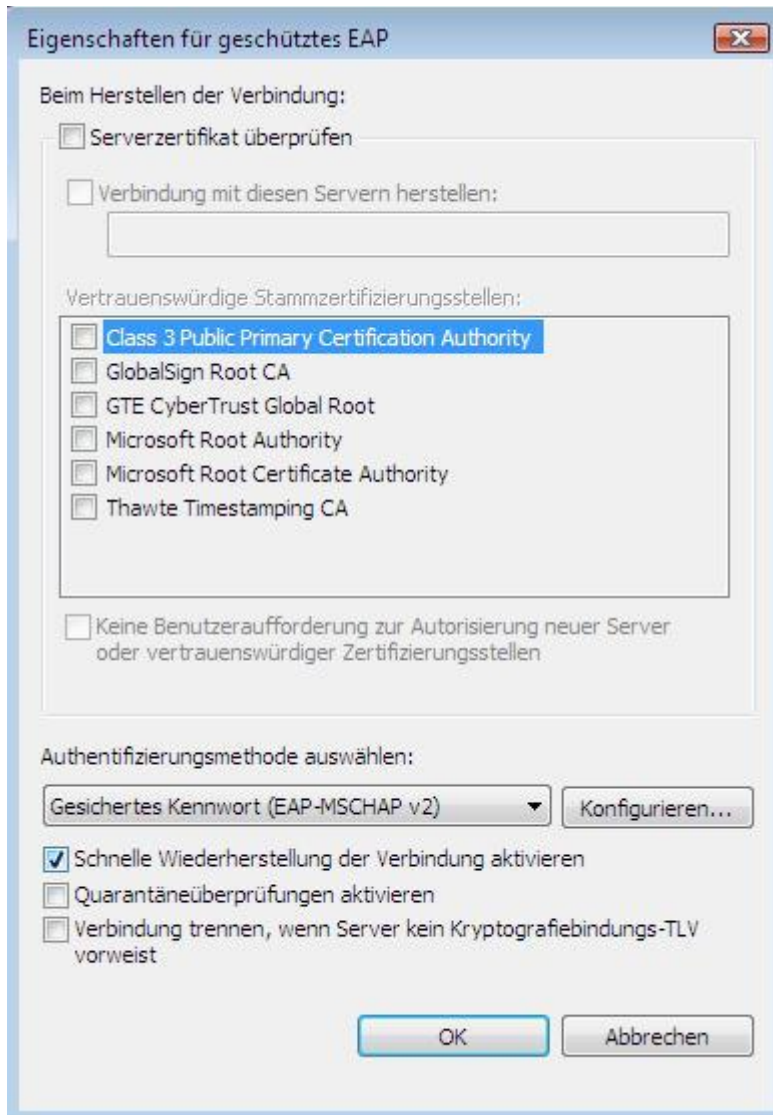 Eigenschaften für geschütztes EAP
Beim Herstellen der Verbindung:
Serverzertifikat überprüfen
Verbindung mit diesen Servern herstellen:
Vertrauenswürdige Stammzertifizierungsstellen:
Class 3 Public Primary Certification Authority
GlobalSign Root CA
GTE CyberTrust Global Root
Microsoft Root Authority
Microsoft Root Certificate Authority
Thawte Timestamping CA
Keine Benutzeraufforderung zur Autorisierung neuer Server
oder vertrauenswürdiger Zertifizierungsstellen
Authentifizierungsmethode auswählen:
Gesichertes Kennwort (EAP-MSCHAP v2) Konfigurieren...
Schnelle Wiederherstellung der Verbindung aktivieren
Quarantäneüberprüfungen aktivieren
Verbindung trennen, wenn Server kein Kryptografiebindungs-TLV
vorweist
OK Abbrechen